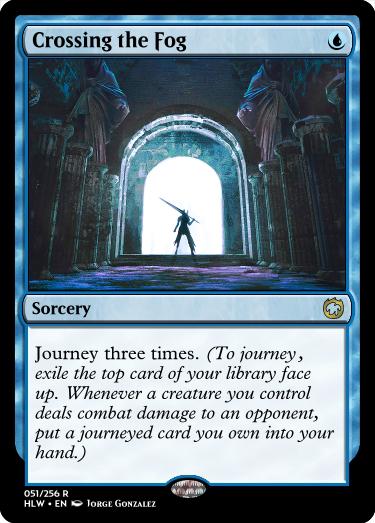 Crossing the Fog
Sorcery
Journey three times. (To journey,
exile the top card of your library face
up. Whenever a creature you control
deals combat damage to an opponent,
put a journeyed card you own into your
hand.)
051/256 R
HLW • EN Jorge Gonzalez